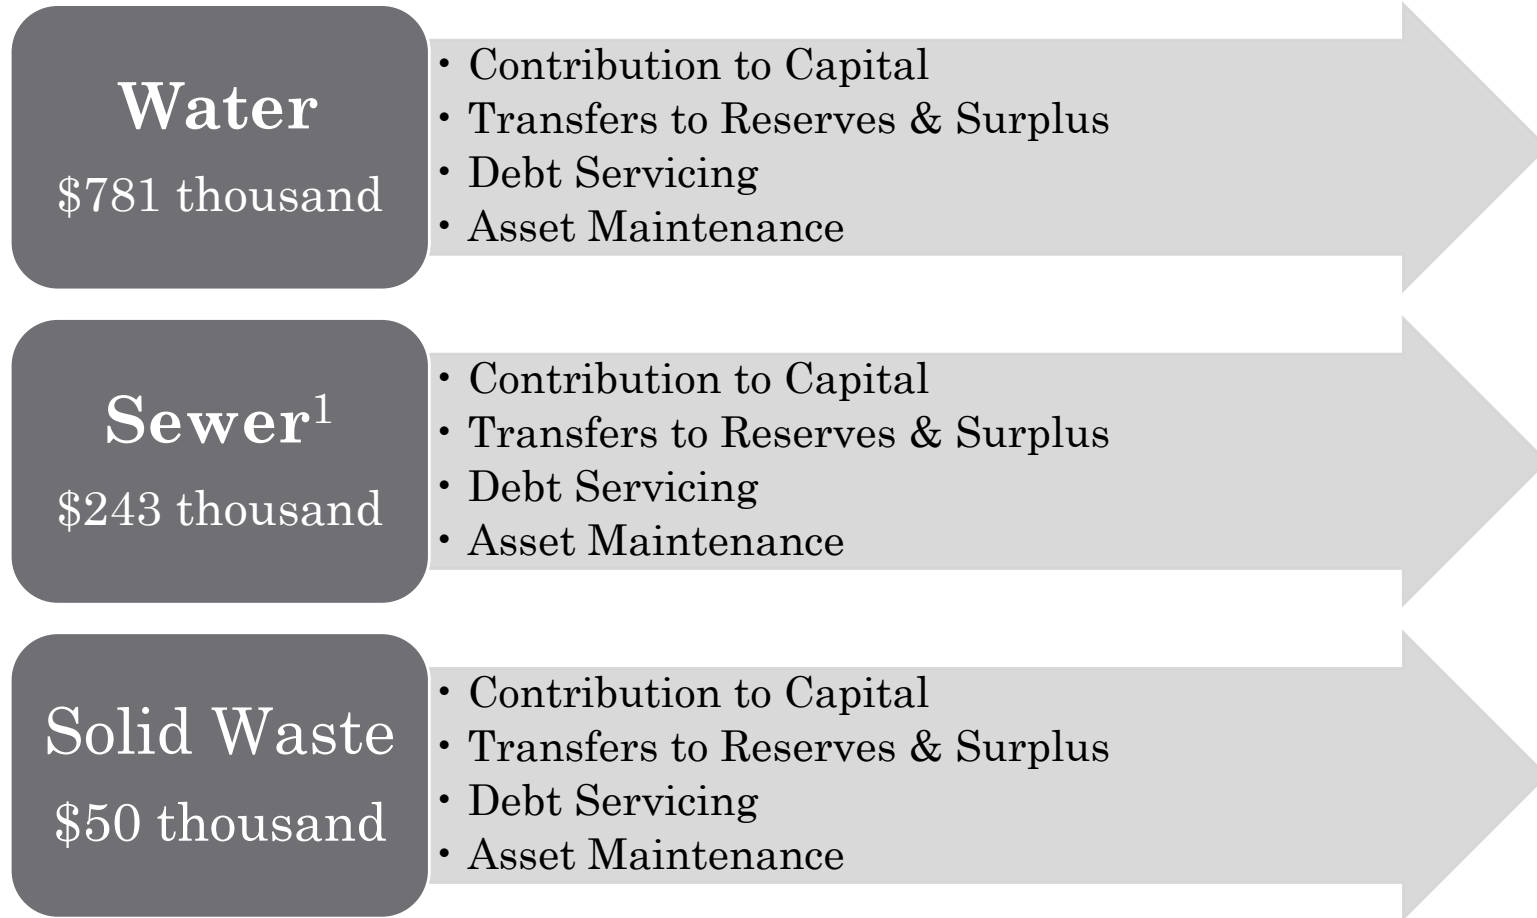 Water
$781 thousand
• Contribution to Capital
• Transfers to Reserves & Surplus
• Debt Servicing
• Asset Maintenance
Sewer¹
$243 thousand
• Contribution to Capital
• Transfers to Reserves & Surplus
• Debt Servicing
• Asset Maintenance
Solid Waste
$50 thousand
• Contribution to Capital
• Transfers to Reserves & Surplus
• Debt Servicing
• Asset Maintenance